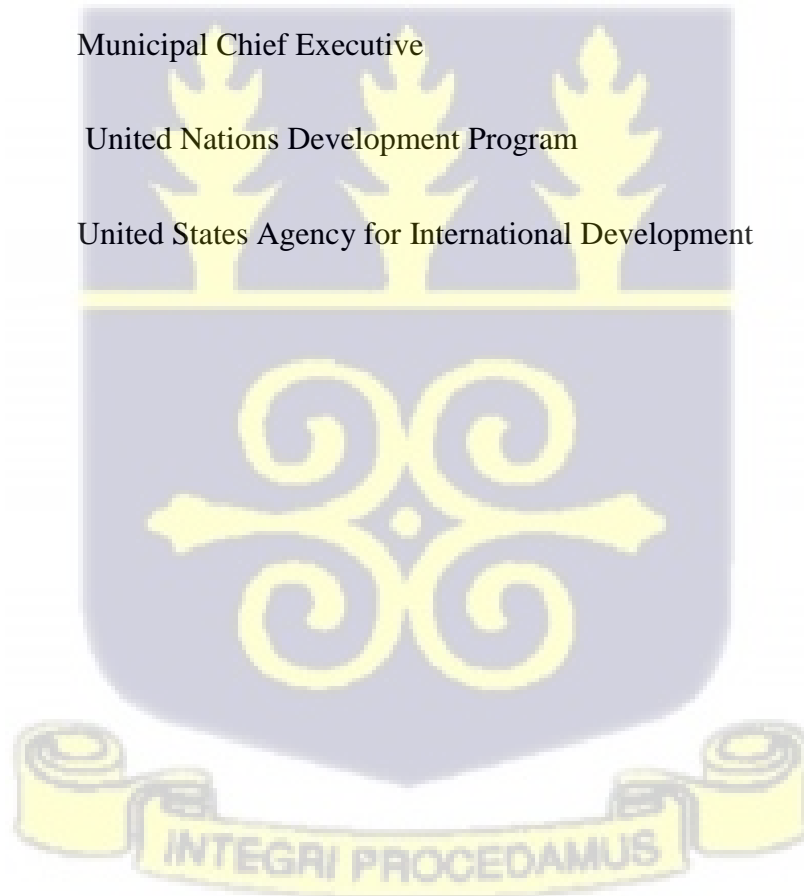 Municipal Chief Executive
United Nations Development Program
United States Agency for International Development
INTEGRI PROCEDAMUS